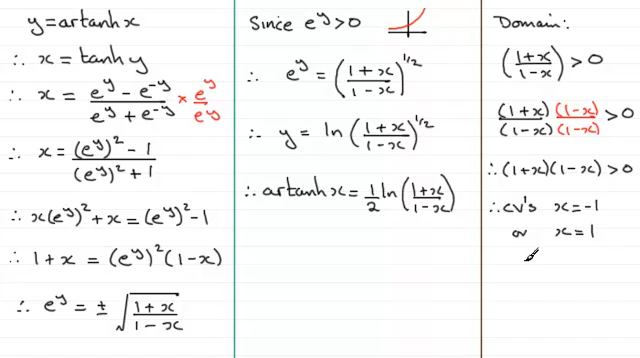 y = artanh x
∴ x = tanh y
∴ x = (e^y − e^−y)/(e^y + e^−y) × e^y/e^y
∴ x = ((e^y)² − 1)/((e^y)² + 1)
∴ x(e^y)² + x = (e^y)² − 1
∴ 1 + x = (e^y)² (1 − x)
∴ e^y = ± √((1 + x)/(1 − x))
Since e^y > 0
∴ e^y = ((1 + x)/(1 − x))^1/2
∴ y = ln ((1 + x)/(1 − x))^1/2
∴ artanh x = 1/2 ln ((1 + x)/(1 − x))
Domain:
((1 + x)/(1 − x)) > 0
(1 + x)(1 − x)/(1 − x)(1 − x) > 0
∴ (1 + x)(1 − x) > 0
∴ CV's x = −1
or x = 1